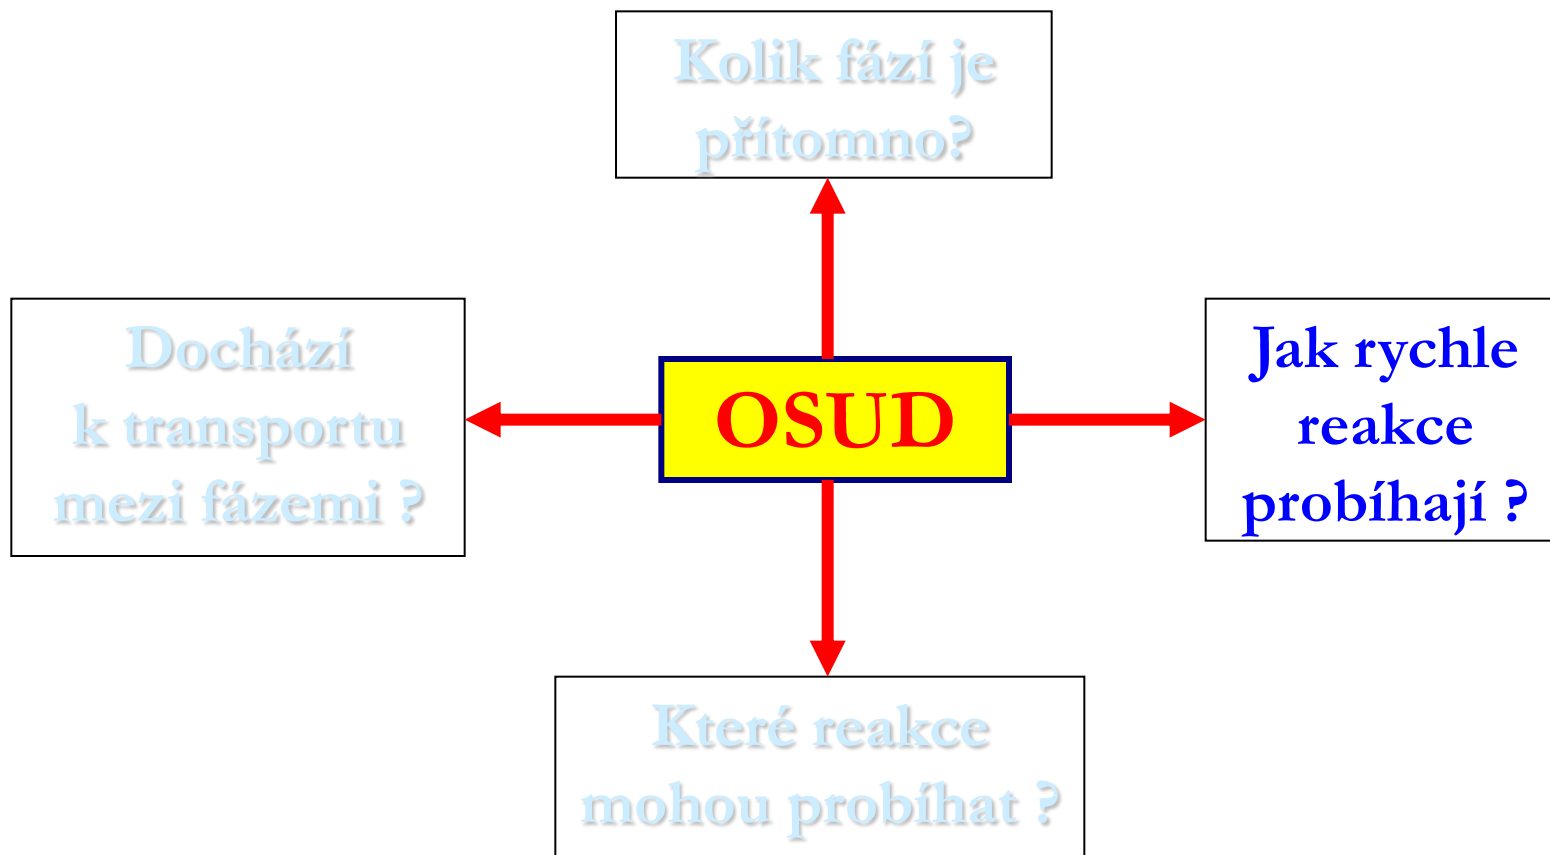 Kolik fází je
přítomno?
Dochází
k transportu
mezi fázemi ?
OSUD
Jak rychle
reakce
probíhají ?
Které reakce
mohou probíhat ?